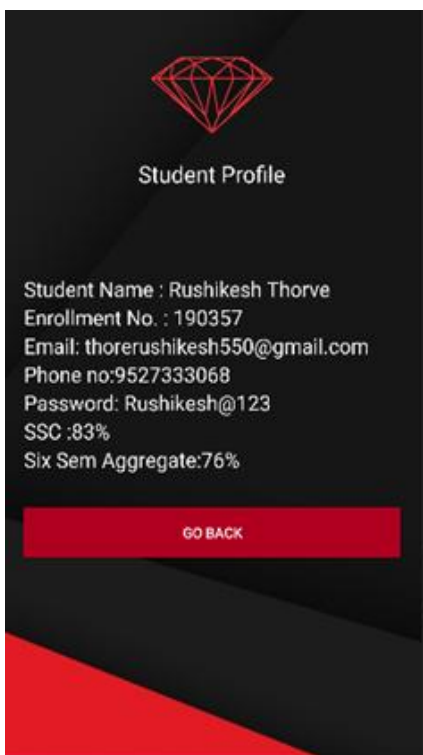 Student Profile
Student Name : Rushikesh Thorve
Enrollment No. : 190357
Email: thorerushikesh550@gmail.com
Phone no:9527333068
Password: Rushikesh@123
SSC :83%
Six Sem Aggregate:76%
GO BACK